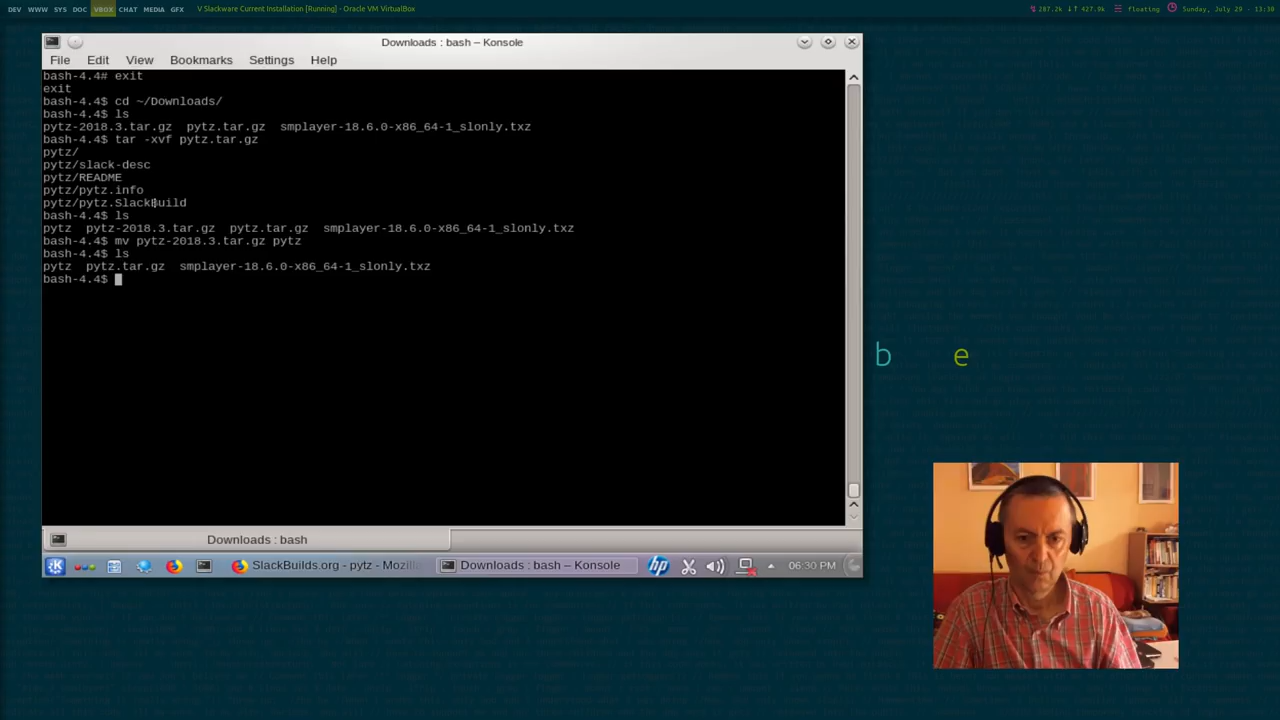 DEV WWW SYS DOC VBOX CHAT MEDIA GFX V Slackware Current Installation [Running] - Oracle VM VirtualBox 287.2k 427.0k floating Sunday, July 29 - 13:30
Downloads : bash – Konsole
File Edit View Bookmarks Settings Help
bash-4.4# exit
exit
bash-4.4$ cd ~/Downloads/
bash-4.4$ ls
pytz-2018.3.tar.gz pytz.tar.gz smplayer-18.6.0-x86_64-1_slonly.txz
bash-4.4$ tar -xvf pytz.tar.gz
pytz/
pytz/slack-desc
pytz/README
pytz/pytz.info
pytz/pytz.SlackBuild
bash-4.4$ ls
pytz pytz-2018.3.tar.gz pytz.tar.gz smplayer-18.6.0-x86_64-1_slonly.txz
bash-4.4$ mv pytz-2018.3.tar.gz pytz
bash-4.4$ ls
pytz pytz.tar.gz smplayer-18.6.0-x86_64-1_slonly.txz
bash-4.4$
b e
Downloads : bash
SlackBuilds.org - pytz - Mozill Downloads : bash – Konsole hp 06:30 PM